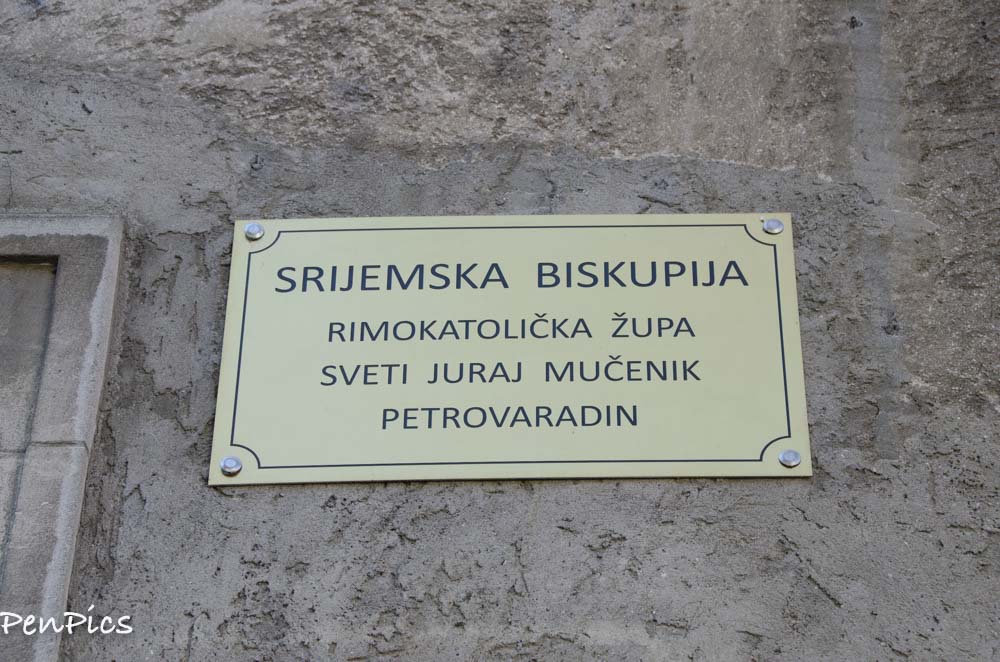 SRIJEMSKA BISKUPIJA
RIMOKATOLIČKA ŽUPA
SVETI JURAJ MUČENIK
PETROVARADIN
PenPics